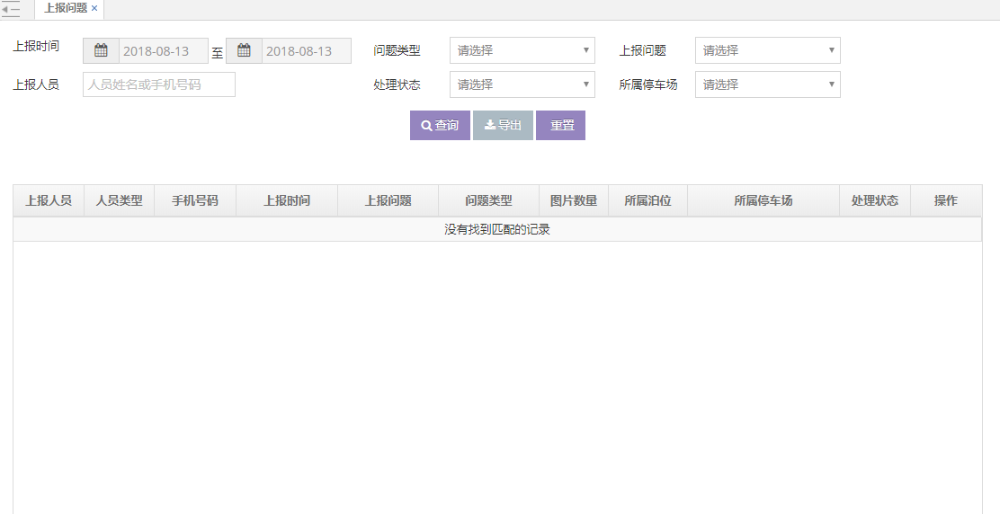 上报问题 ×
上报时间 2018-08-13 至 2018-08-13 问题类型 请选择 上报问题 请选择
上报人员 人员姓名或手机号码 处理状态 请选择 所属停车场 请选择
查询 导出 重置
上报人员 人员类型 手机号码 上报时间 上报问题 问题类型 图片数量 所属泊位 所属停车场 处理状态 操作
没有找到匹配的记录